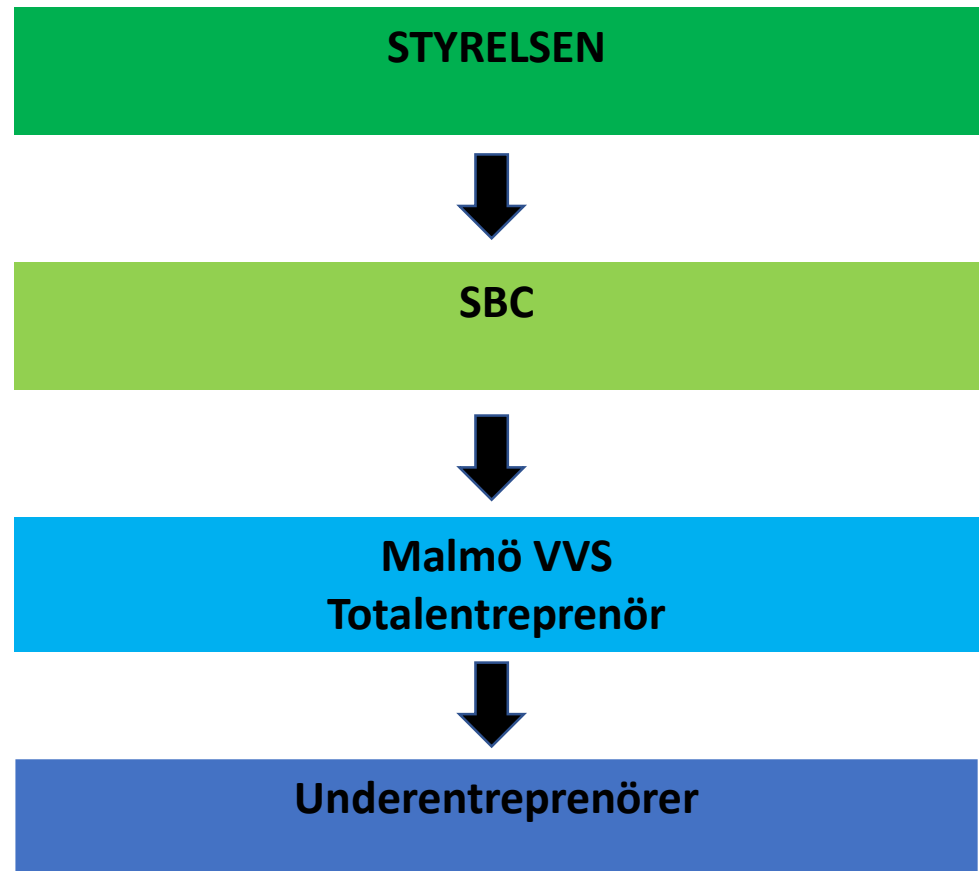 STYRELSEN
SBC
Malmö VVS
Totalentreprenör
Underentreprenörer